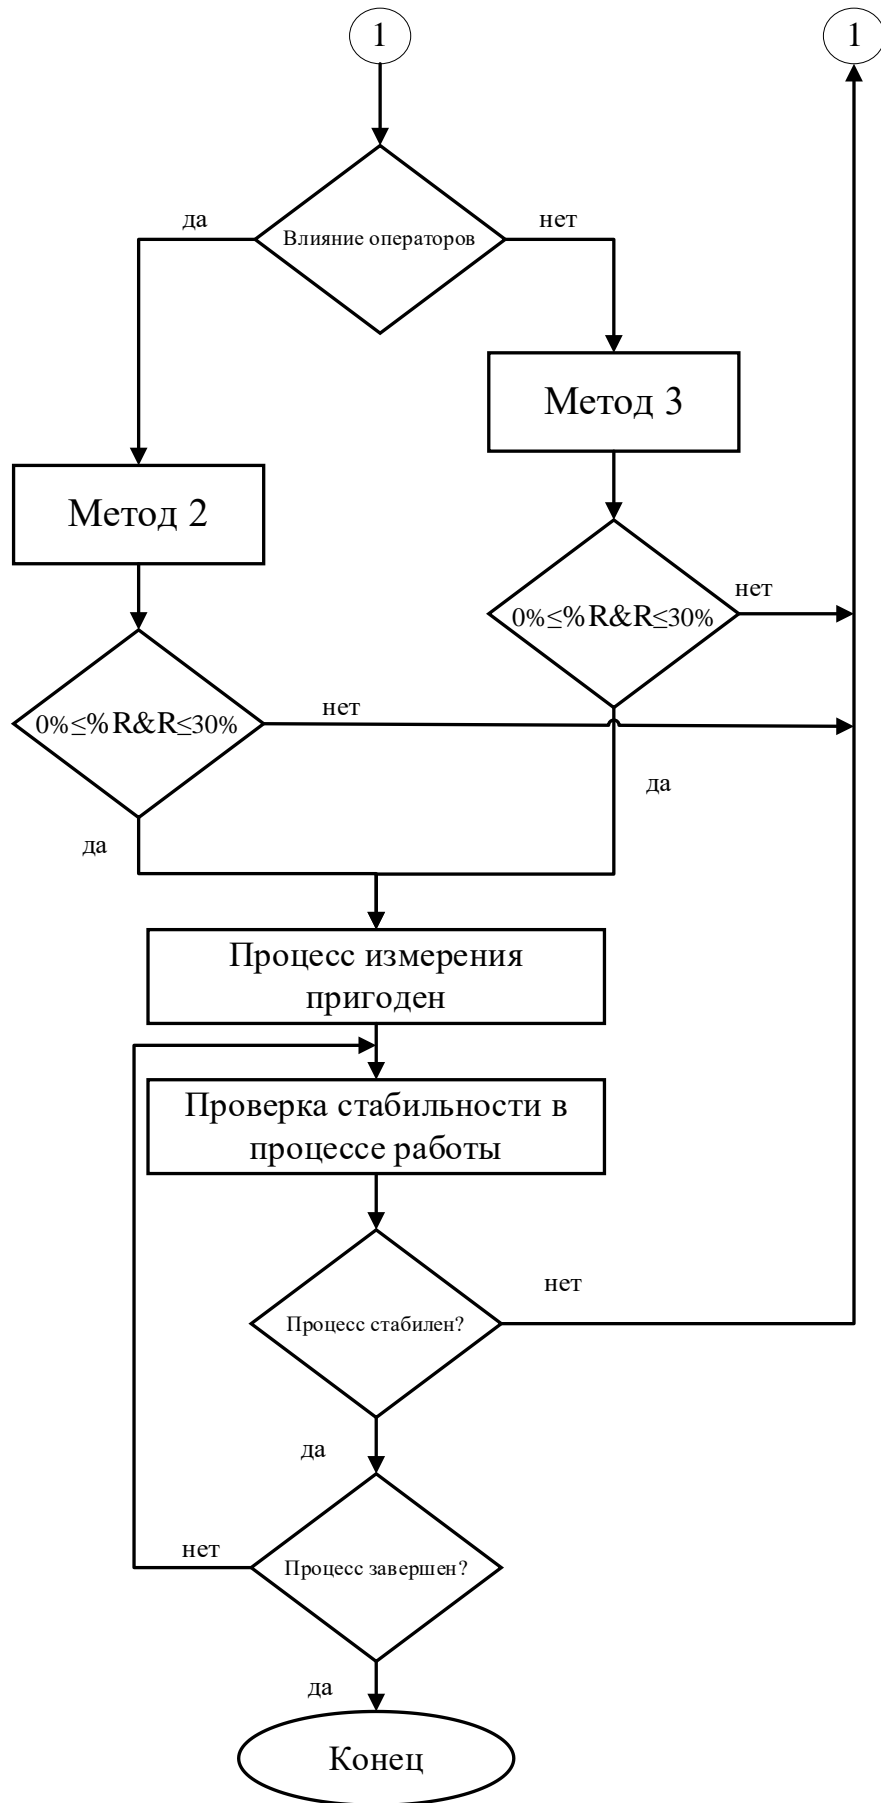 1
1
Влияние операторов
да
нет
Метод 3
Метод 2
0%≤%R&R≤30%
нет
0%≤%R&R≤30%
нет
да
да
Процесс измерения
пригоден
Проверка стабильности в
процессе работы
Процесс стабилен?
нет
да
Процесс завершен?
нет
да
Конец